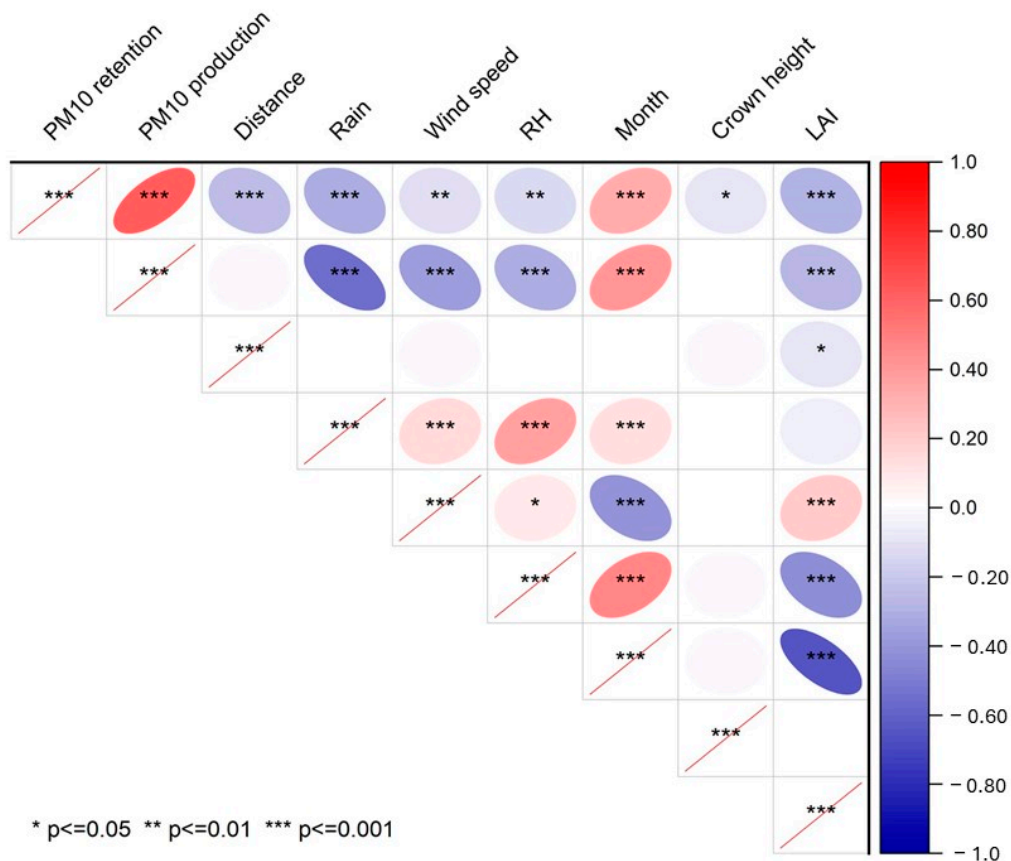 PM10 retention
PM10 production
Distance
Rain
Wind speed
RH
Month
Crown height
LAI
*** *** *** *** ** ** *** * ***
*** *** *** *** *** ***
*** *
*** *** *** ***
*** * *** ***
*** *** ***
*** ***
***
***
1.0
0.80
0.60
0.40
0.20
0.0
− 0.20
− 0.40
− 0.60
− 0.80
− 1.0
* p<=0.05 ** p<=0.01 *** p<=0.001